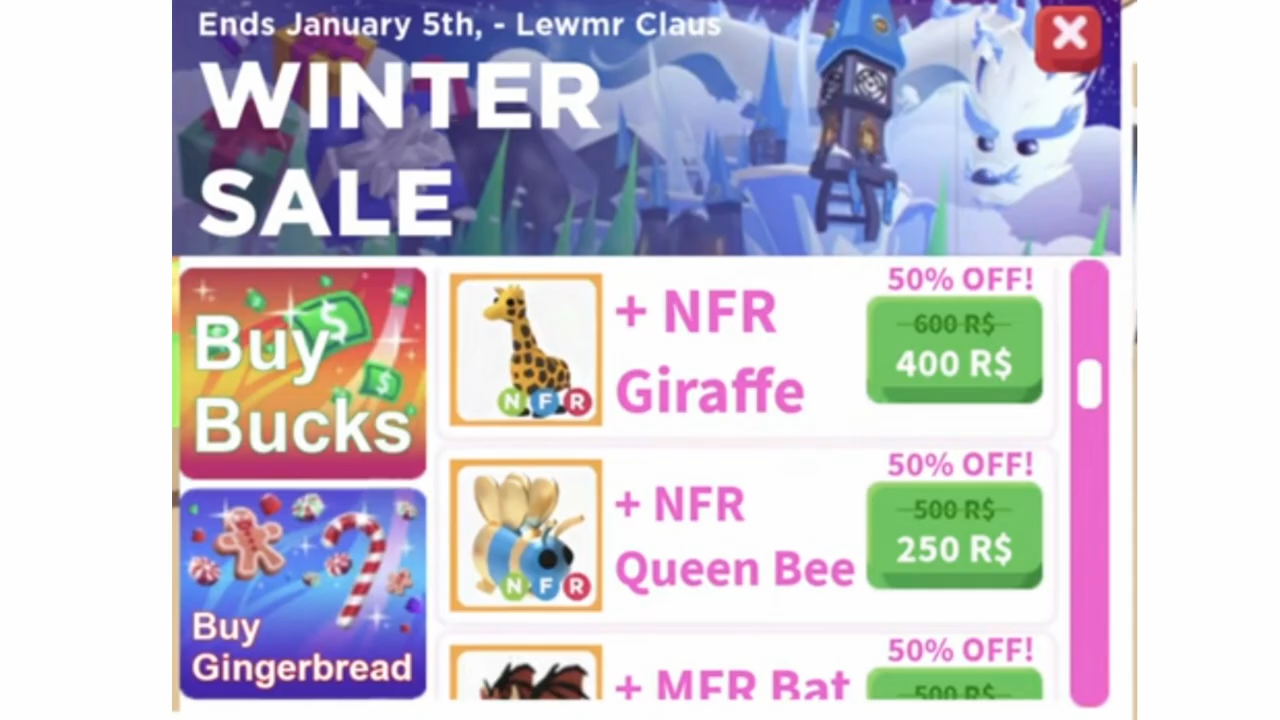 Ends January 5th, - Lewmr Claus
WINTER
SALE
Buy
Bucks
Buy
Gingerbread
+ NFR
Giraffe
N F R
50% OFF!
600 R$
400 R$
+ NFR
Queen Bee
N F R
50% OFF!
500 R$
250 R$
+ MFR Bat
50% OFF!
500 R$